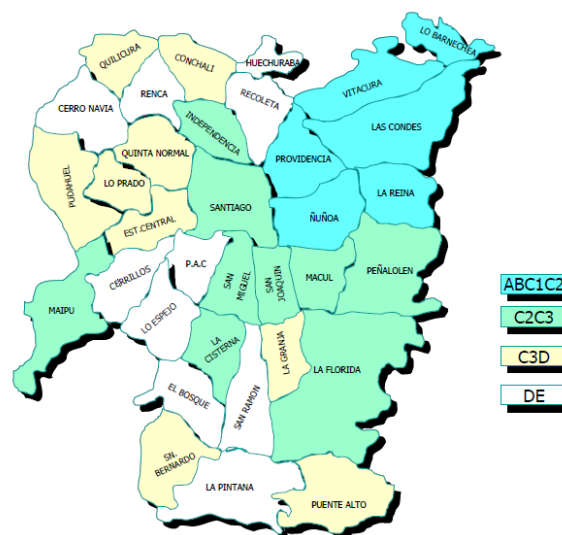 LO BARNECHEA
QUILICURA
CONCHALI
HUECHURABA
VITACURA
RENCA
RECOLETA
CERRO NAVIA
INDEPENDENCIA
LAS CONDES
QUINTA NORMAL
PROVIDENCIA
PUDAHUEL
LO PRADO
LA REINA
SANTIAGO
ÑUÑOA
EST.CENTRAL
P.A.C
CERRILLOS
SAN
MIGUEL
SAN
JOAQUIN
MACUL
PEÑALOLEN
MAIPU
LO ESPEJO
LA
CISTERNA
LA GRANJA
LA FLORIDA
EL BOSQUE
SAN RAMON
SN.
BERNARDO
LA PINTANA
PUENTE ALTO
ABC1C2
C2C3
C3D
DE